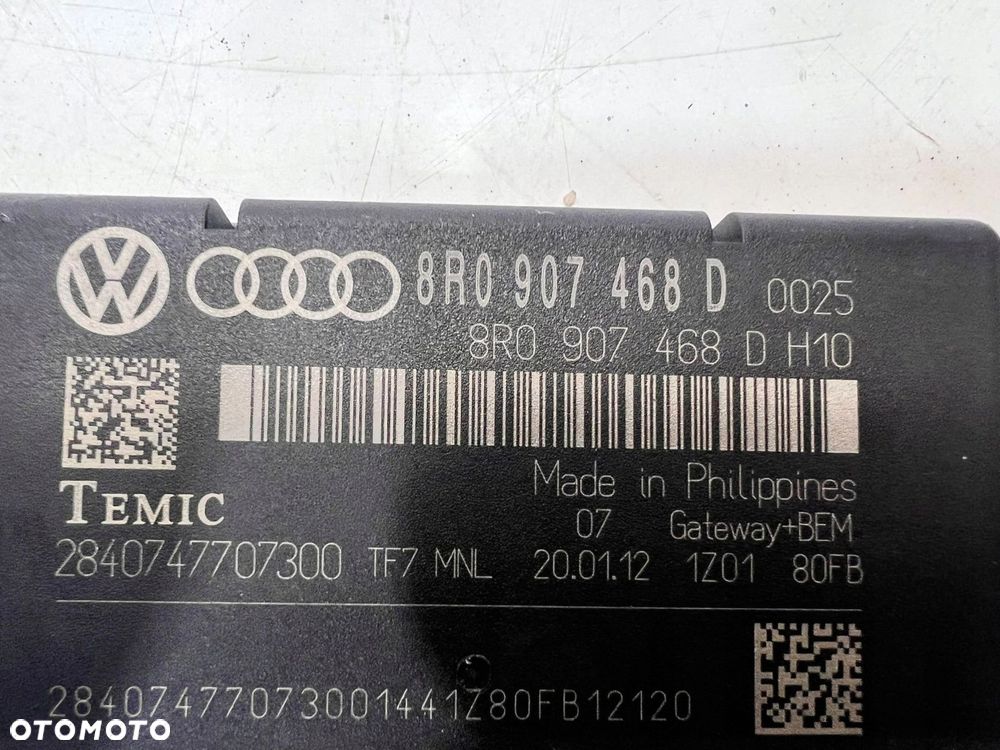 8R0 907 468 D 0025
8R0 907 468 D H10
TEMIC
Made in Philippines
07 Gateway+BEM
2840747707300 TF7 MNL 20.01.12 1Z01 80FB
28407477073001441Z80FB12120
OTOMOTO